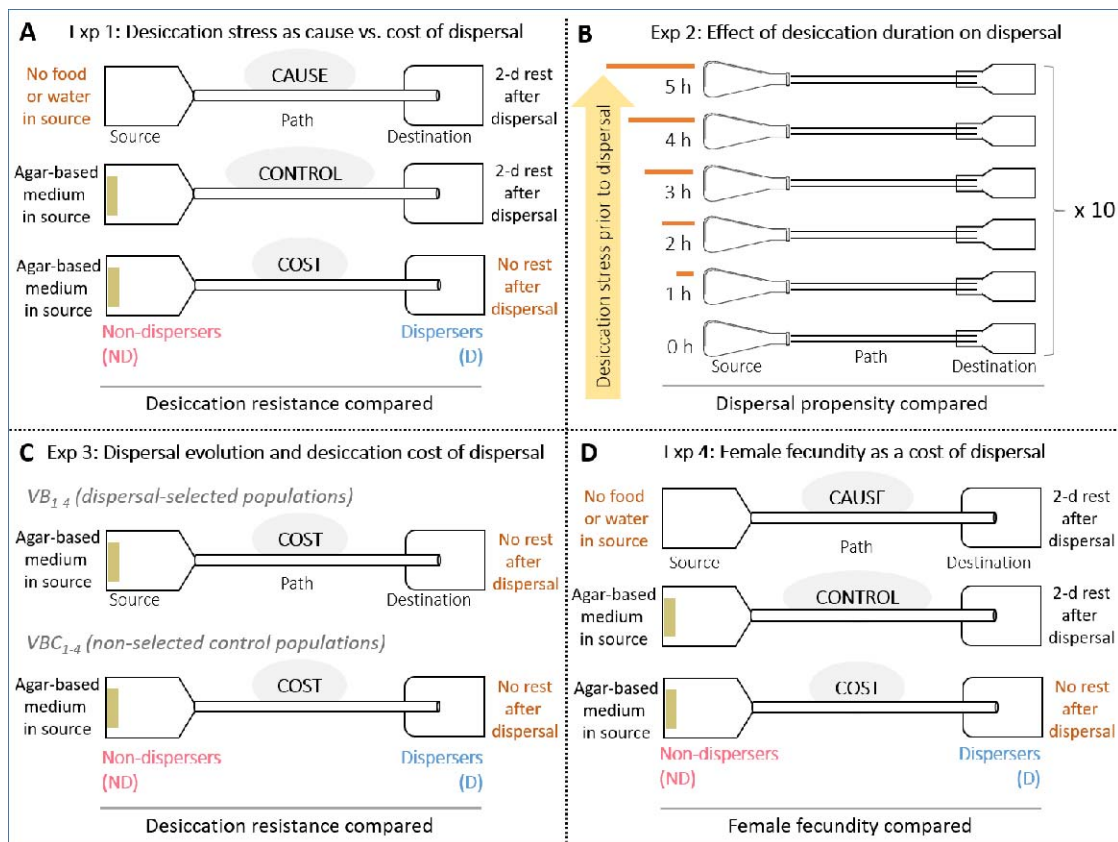 A Exp 1: Desiccation stress as cause vs. cost of dispersal
No food
or water
in source
CAUSE
2-d rest
after
dispersal
Source
Path
Destination
Agar-based
medium
in source
CONTROL
2-d rest
after
dispersal
Agar-based
medium
in source
COST
No rest
after
dispersal
Non-dispersers
(ND)
Dispersers
(D)
Desiccation resistance compared
B Exp 2: Effect of desiccation duration on dispersal
Desiccation stress prior to dispersal
5 h
4 h
3 h
2 h
1 h
0 h
x 10
Source
Path
Destination
Dispersal propensity compared
C Exp 3: Dispersal evolution and desiccation cost of dispersal
VB1-4 (dispersal-selected populations)
Agar-based
medium
in source
COST
No rest
after
dispersal
Source
Path
Destination
VBC1-4 (non-selected control populations)
Agar-based
medium
in source
COST
No rest
after
dispersal
Non-dispersers
(ND)
Dispersers
(D)
Desiccation resistance compared
D Exp 4: Female fecundity as a cost of dispersal
No food
or water
in source
CAUSE
2-d rest
after
dispersal
Source
Path
Destination
Agar-based
medium
in source
CONTROL
2-d rest
after
dispersal
Agar-based
medium
in source
COST
No rest
after
dispersal
Non-dispersers
(ND)
Dispersers
(D)
Female fecundity compared